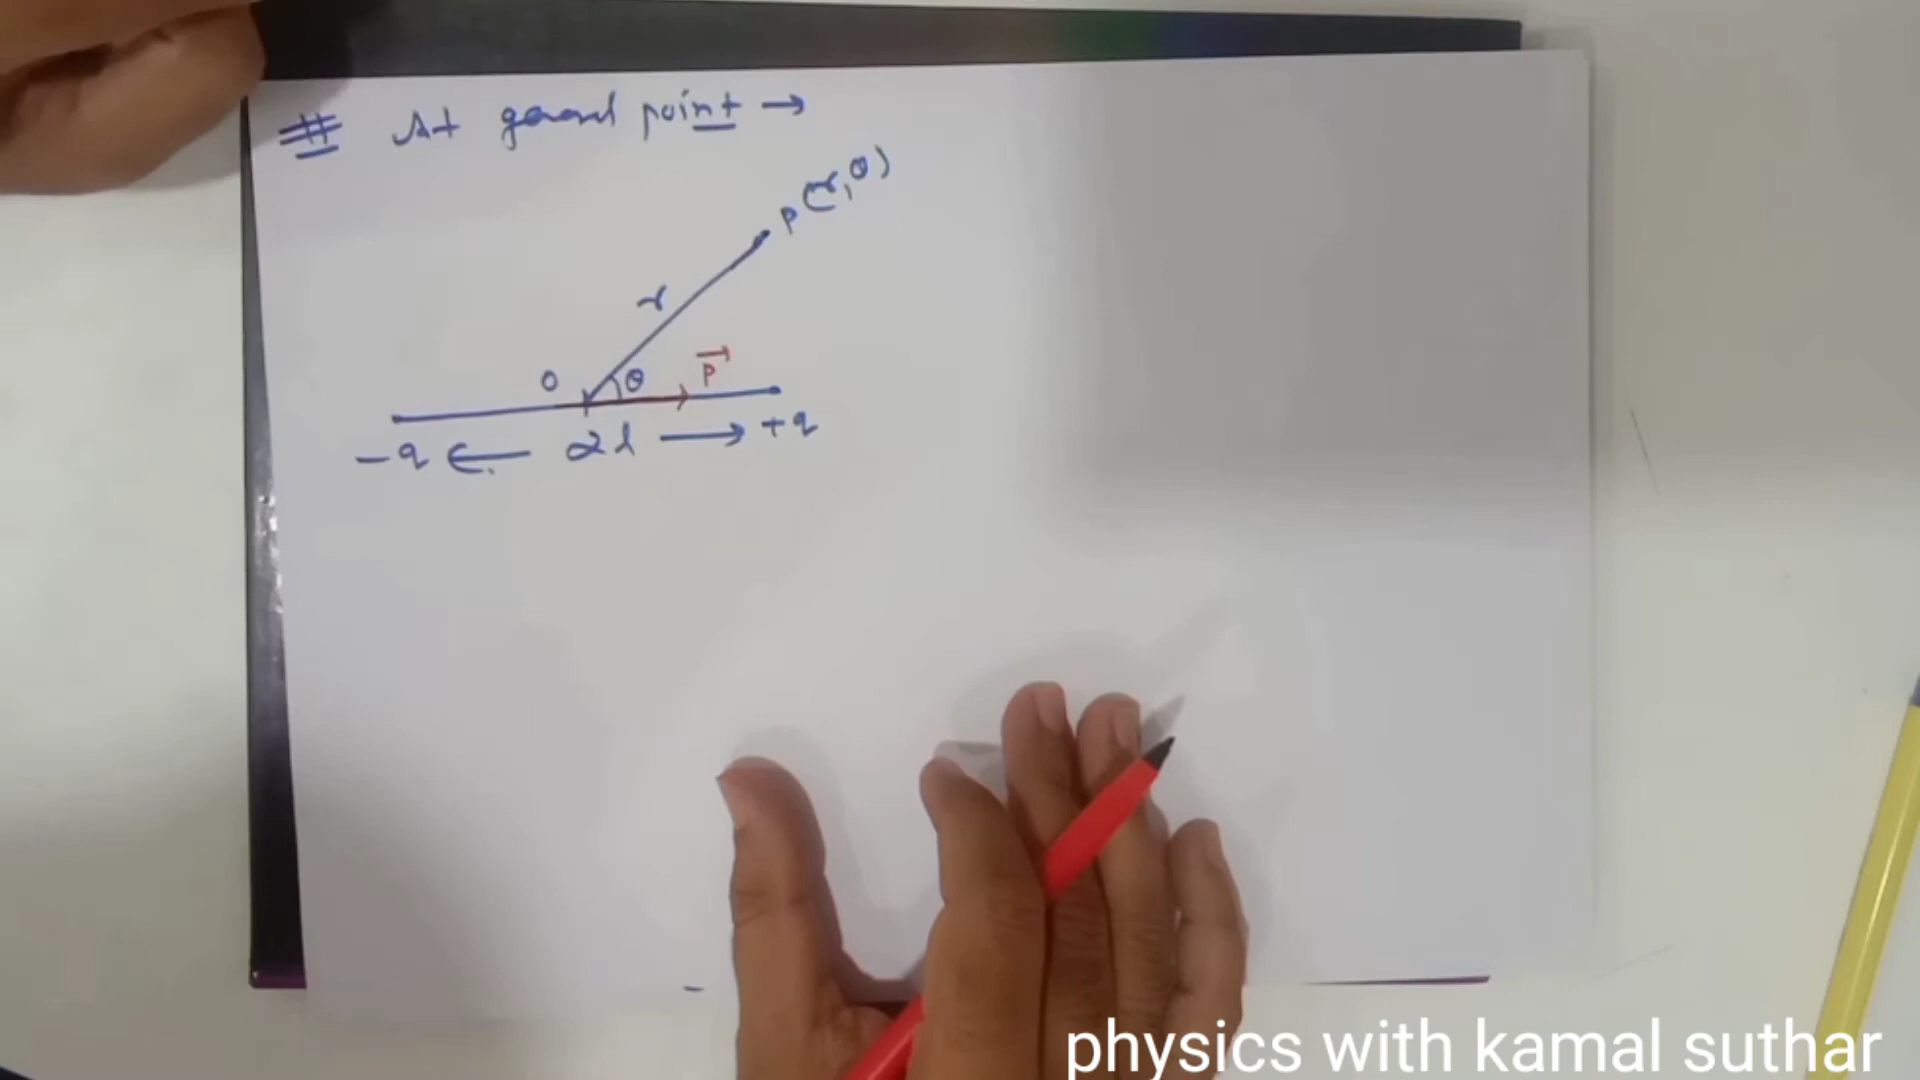 # At general point →
P(r,θ)
r
O θ P
-q ← 2l → +q
physics with kamal suthar